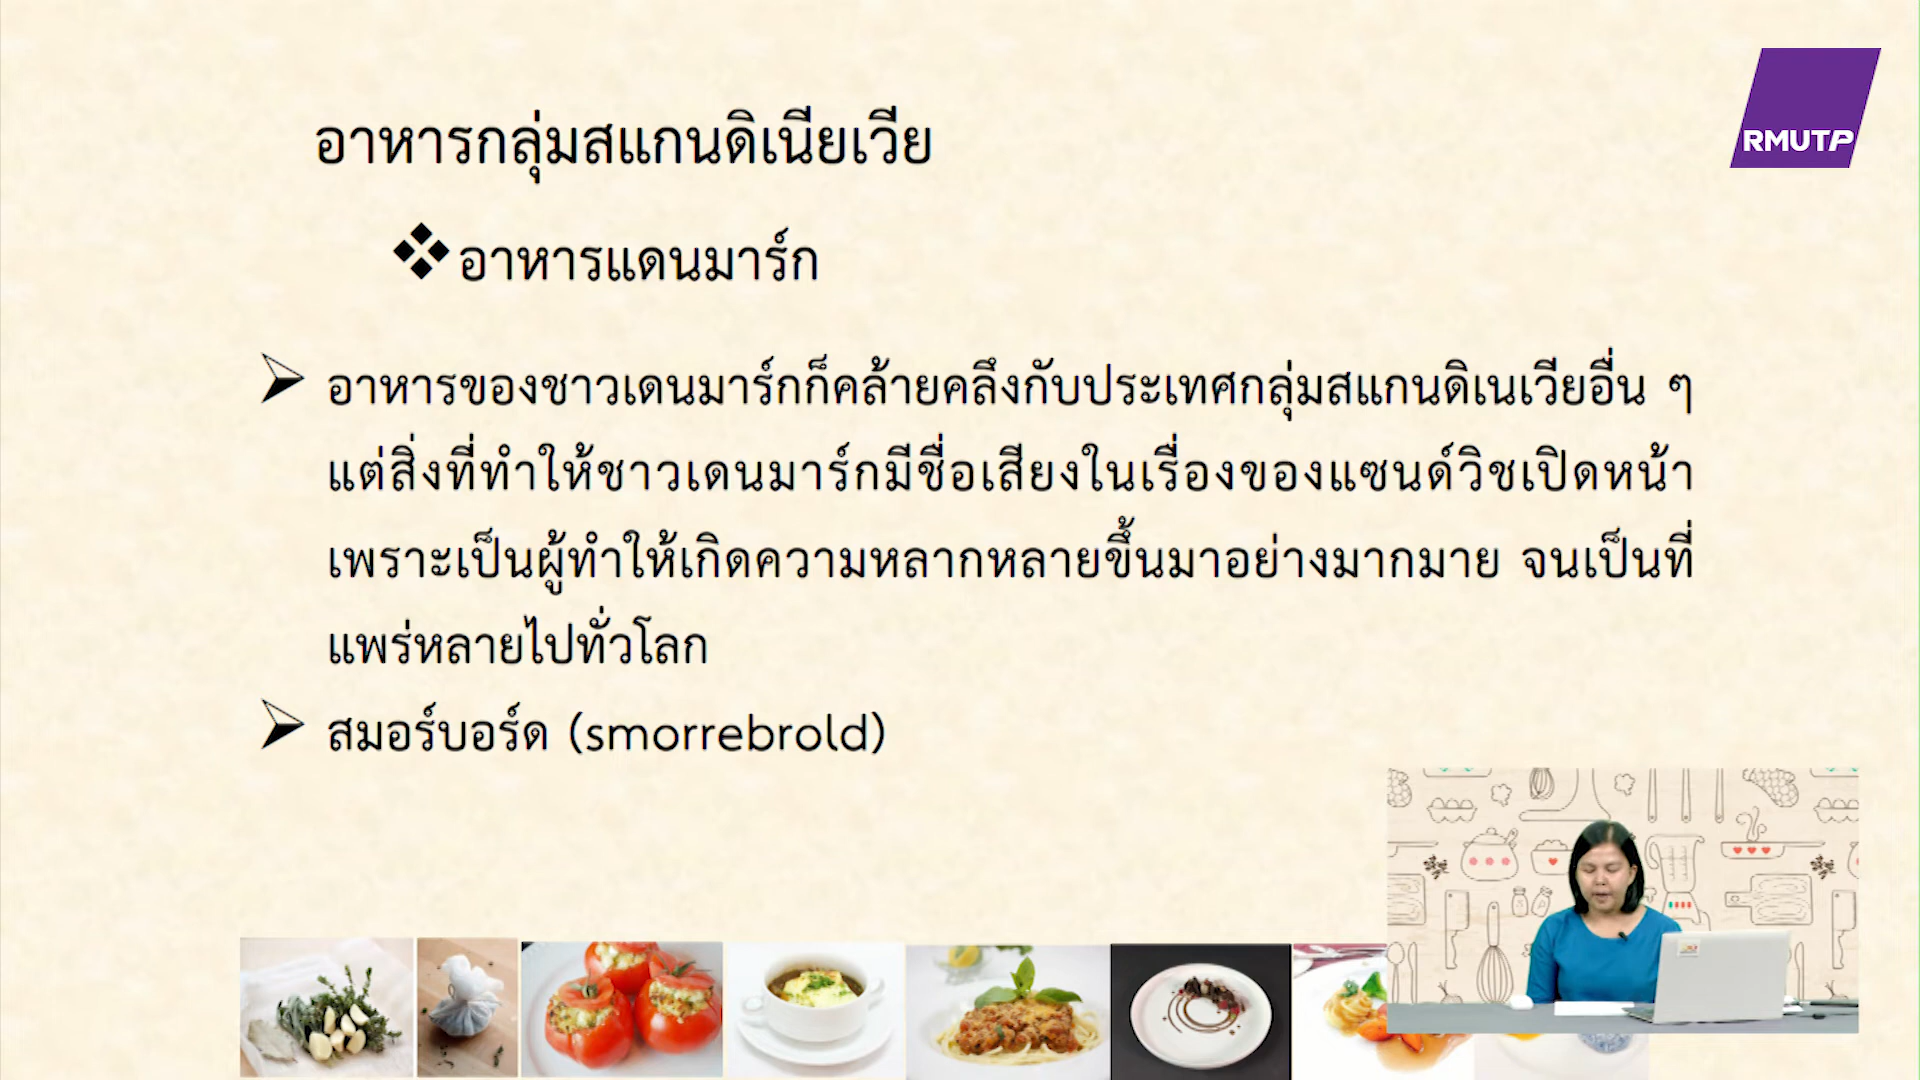 RMUTP
อาหารกลุ่มสแกนดิเนียเวีย
❖อาหารแดนมาร์ก
➢ อาหารของชาวเดนมาร์กก็คล้ายคลึงกับประเทศกลุ่มสแกนดิเนเวียอื่น ๆ
แต่สิ่งที่ทำให้ชาวเดนมาร์กมีชื่อเสียงในเรื่องของแซนด์วิชเปิดหน้า
เพราะเป็นผู้ทำให้เกิดความหลากหลายขึ้นมาอย่างมากมาย จนเป็นที่
แพร่หลายไปทั่วโลก
➢ สมอร์บอร์ด (smorrebrold)